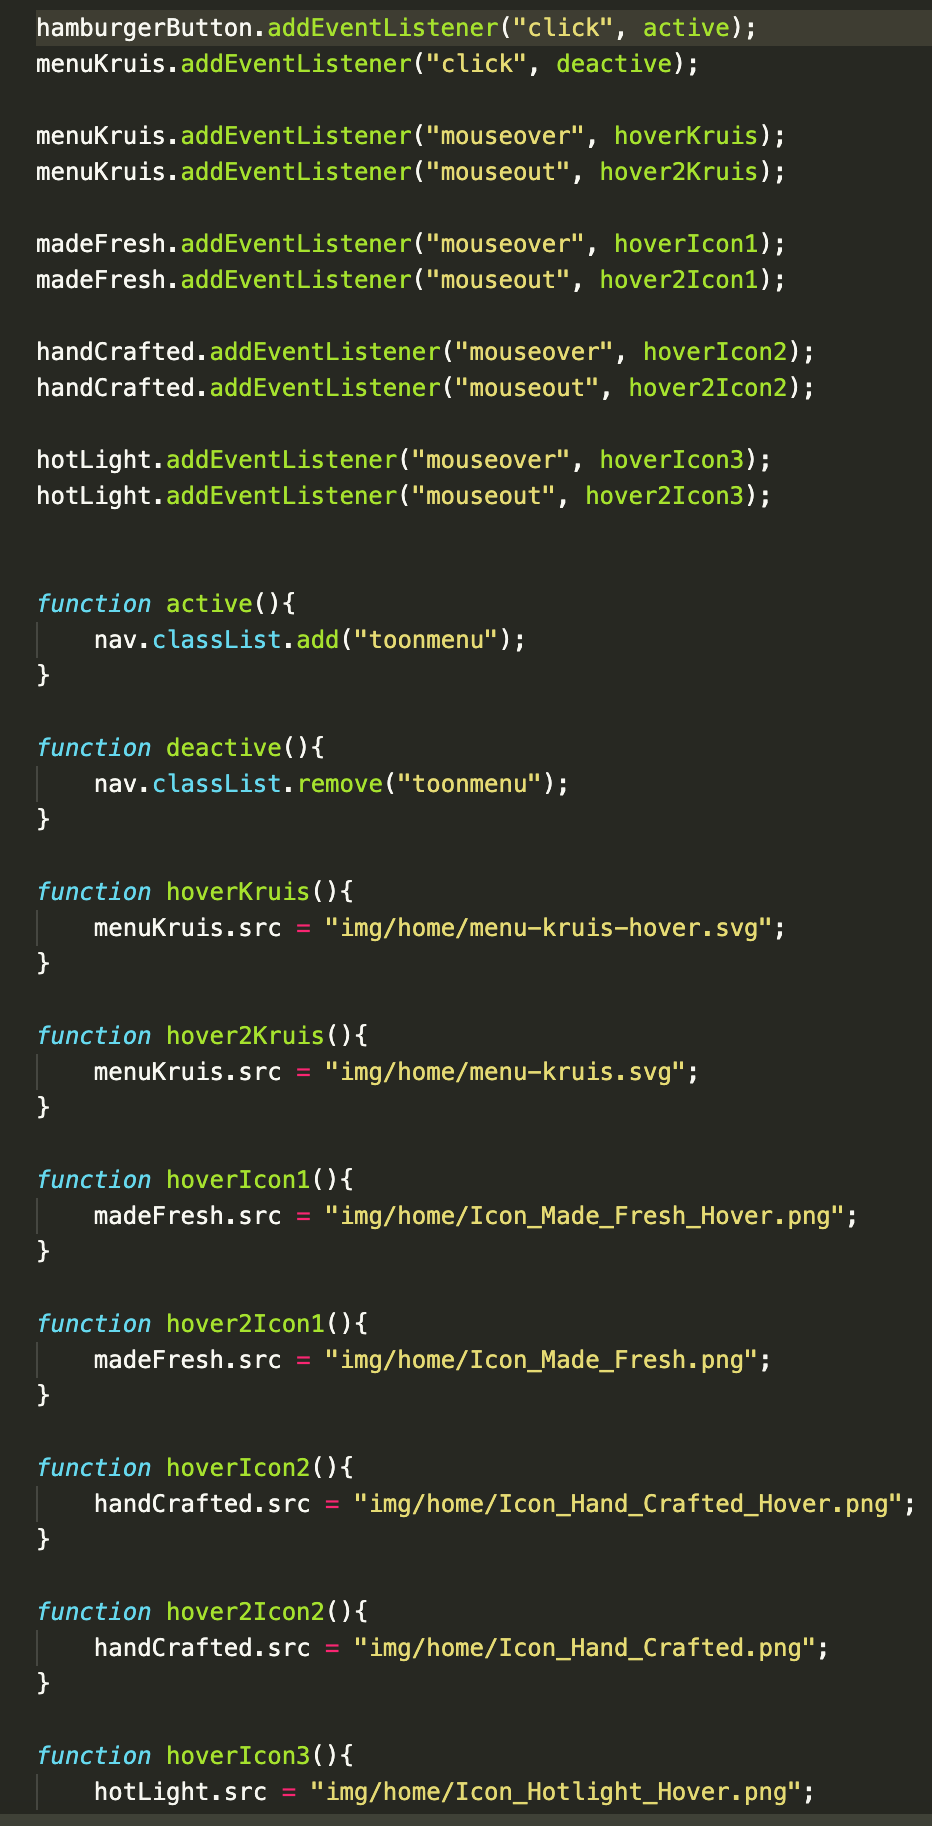 hamburgerButton.addEventListener("click", active);
menuKruis.addEventListener("click", deactive);
menuKruis.addEventListener("mouseover", hoverKruis);
menuKruis.addEventListener("mouseout", hover2Kruis);
madeFresh.addEventListener("mouseover", hoverIcon1);
madeFresh.addEventListener("mouseout", hover2Icon1);
handCrafted.addEventListener("mouseover", hoverIcon2);
handCrafted.addEventListener("mouseout", hover2Icon2);
hotLight.addEventListener("mouseover", hoverIcon3);
hotLight.addEventListener("mouseout", hover2Icon3);
function active(){
    nav.classList.add("toonmenu");
}
function deactive(){
    nav.classList.remove("toonmenu");
}
function hoverKruis(){
    menuKruis.src = "img/home/menu-kruis-hover.svg";
}
function hover2Kruis(){
    menuKruis.src = "img/home/menu-kruis.svg";
}
function hoverIcon1(){
    madeFresh.src = "img/home/Icon_Made_Fresh_Hover.png";
}
function hover2Icon1(){
    madeFresh.src = "img/home/Icon_Made_Fresh.png";
}
function hoverIcon2(){
    handCrafted.src = "img/home/Icon_Hand_Crafted_Hover.png";
}
function hover2Icon2(){
    handCrafted.src = "img/home/Icon_Hand_Crafted.png";
}
function hoverIcon3(){
    hotLight.src = "img/home/Icon_Hotlight_Hover.png";